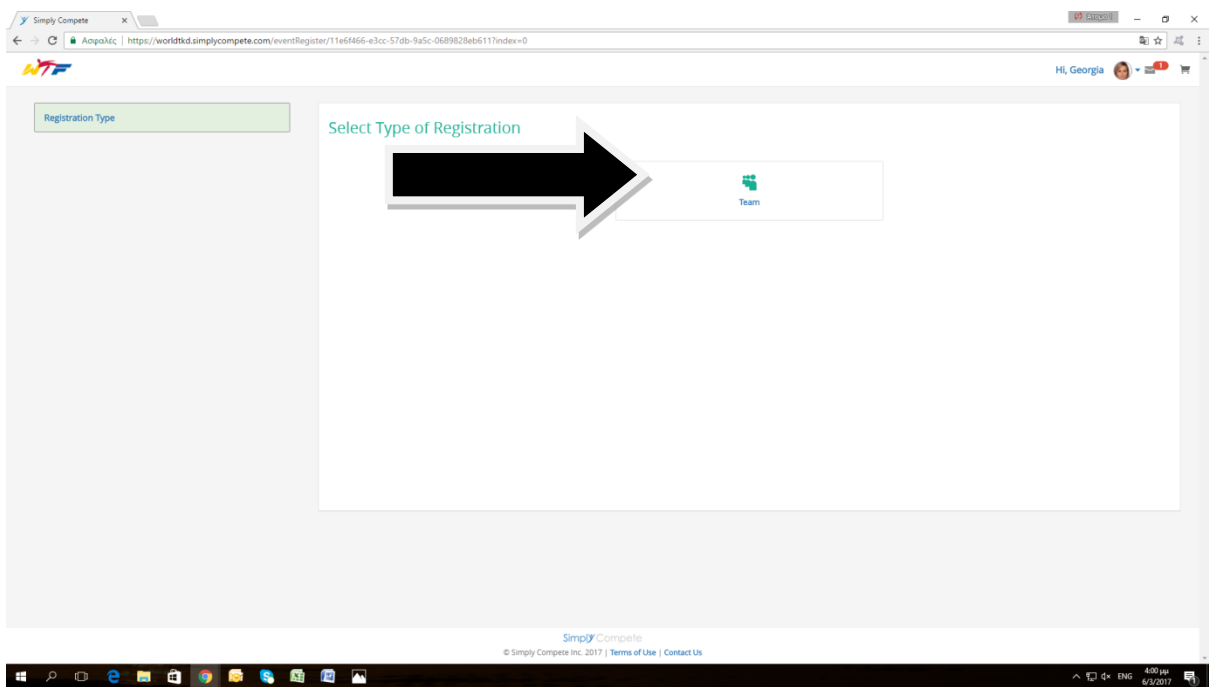 Simply Compete
Ασφαλές | https://worldtkd.simplycompete.com/eventRegister/11e6f466-e3cc-57db-9a5c-0689828eb611?index=0
WTF
Hi, Georgia
1
Registration Type
Select Type of Registration
Team
Simply Compete
© Simply Compete Inc. 2017 | Terms of Use | Contact Us
ENG
4:00 μμ
6/3/2017